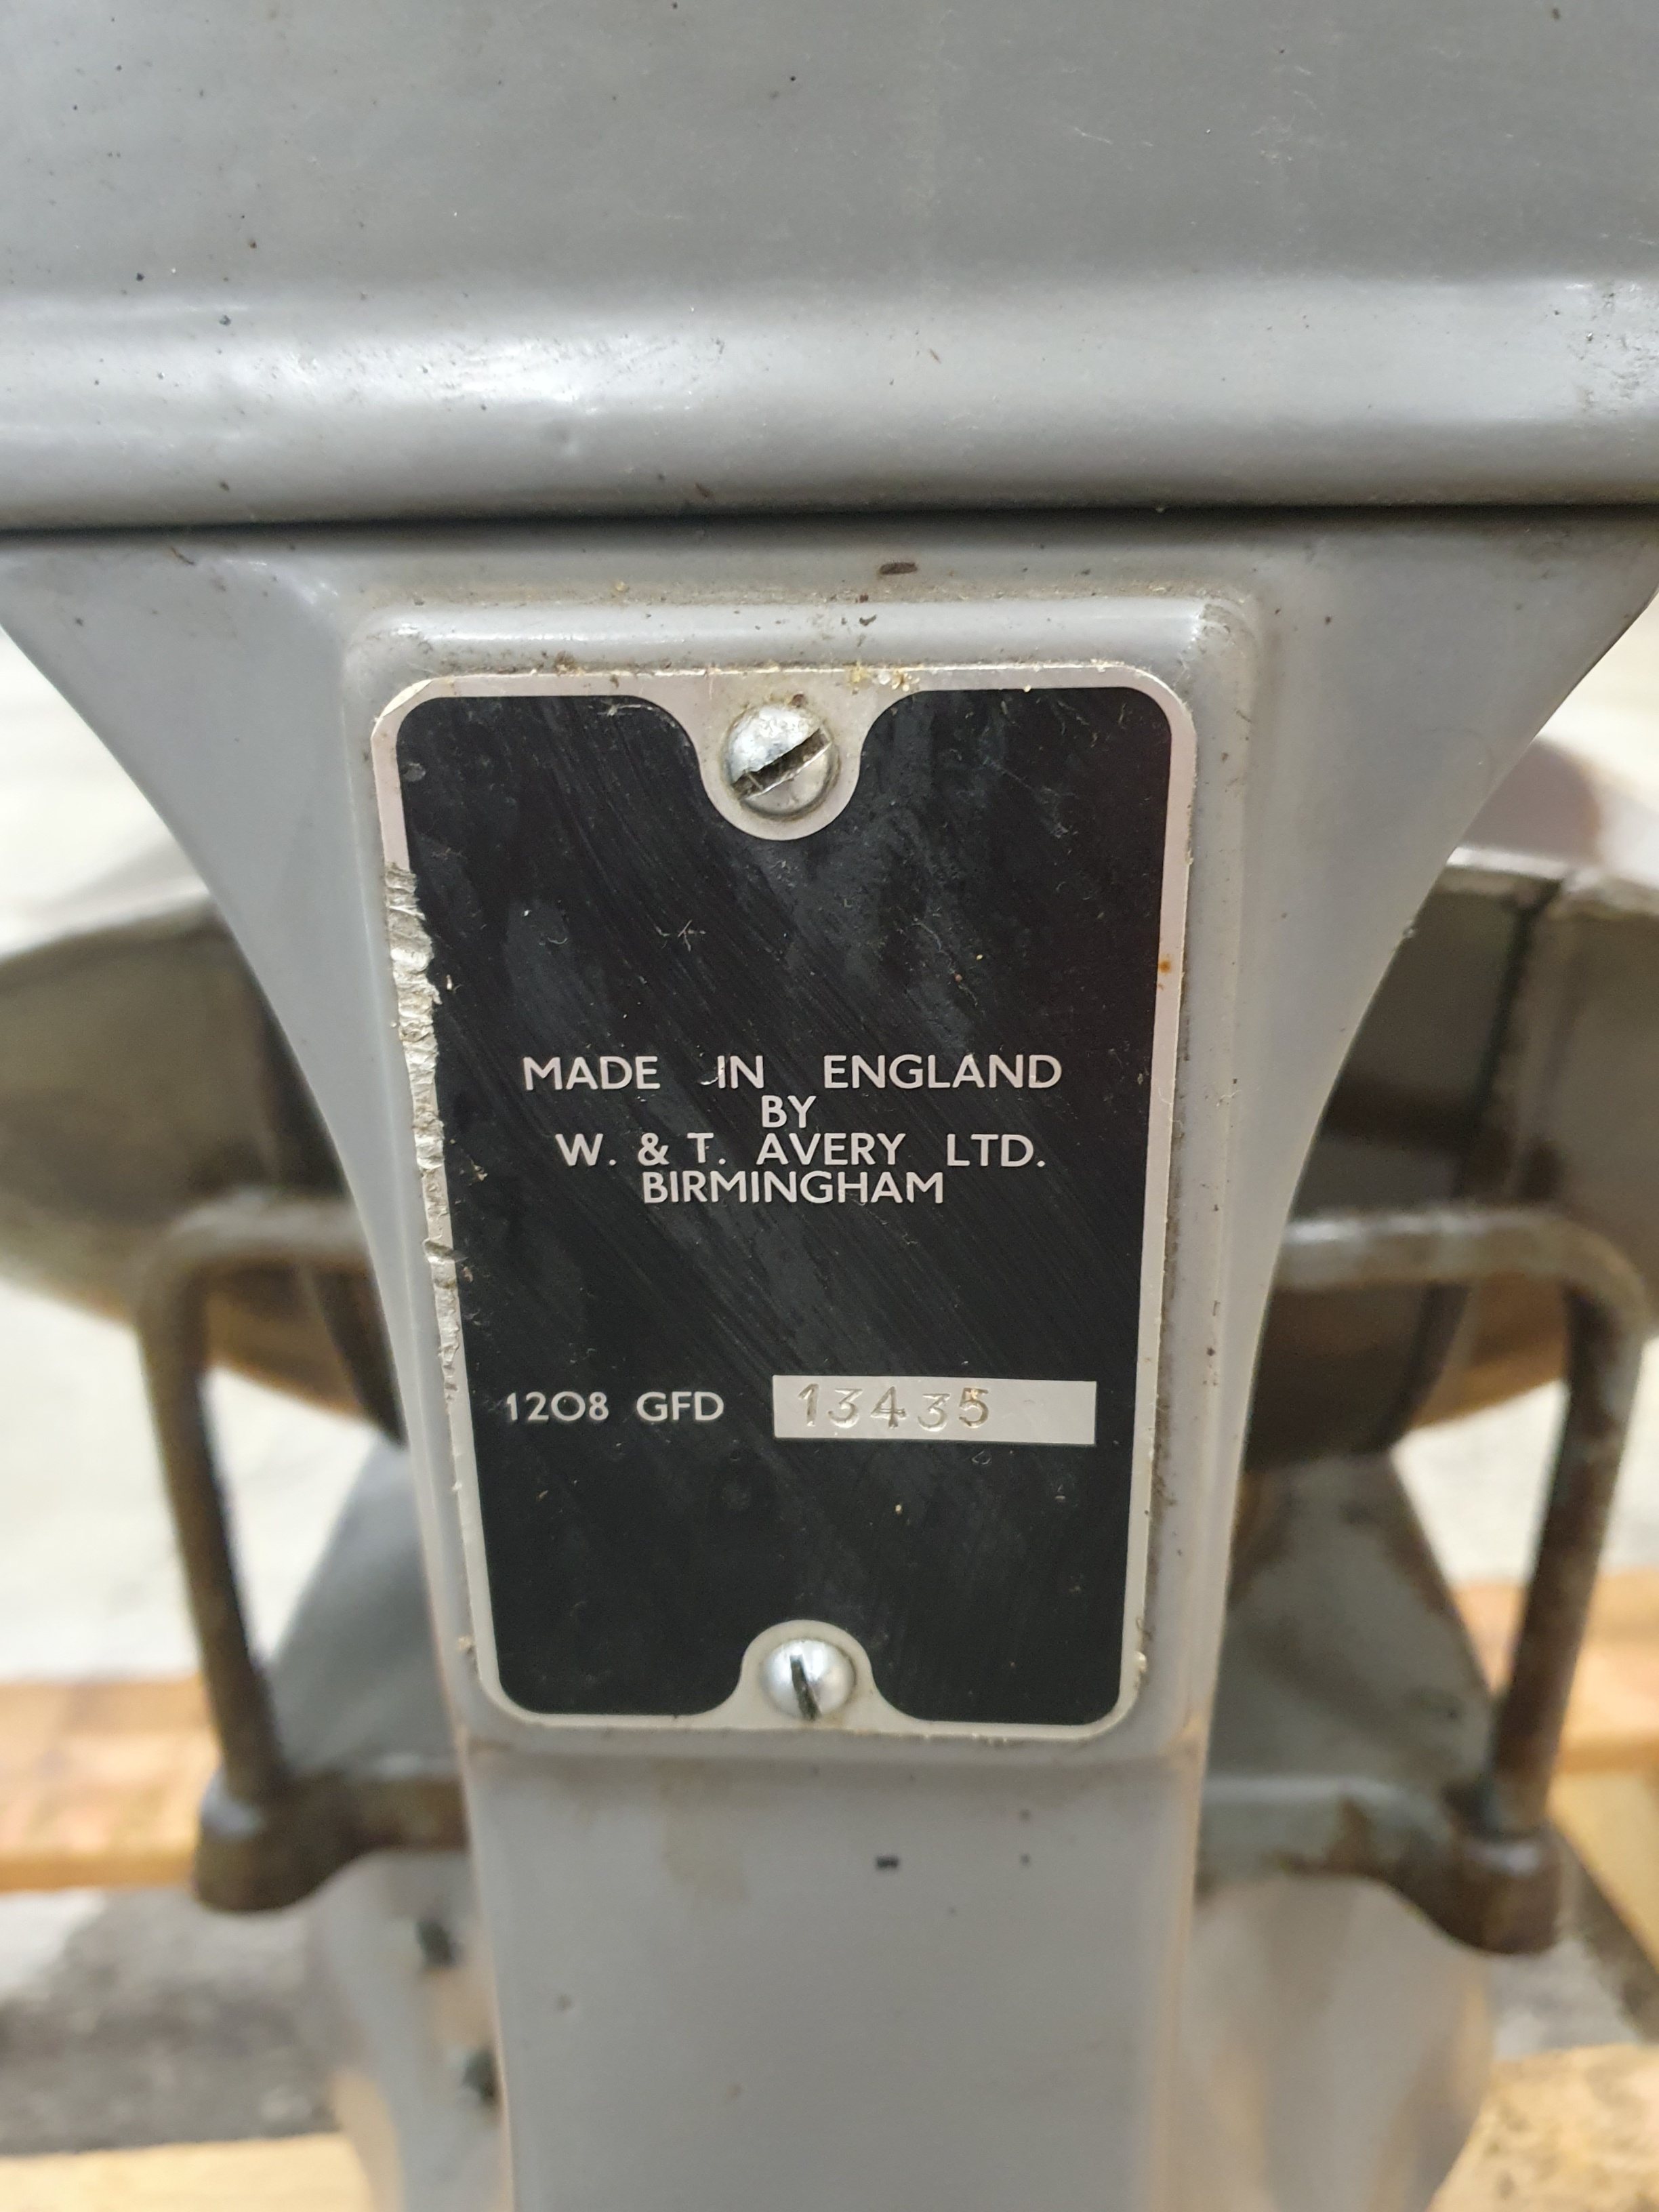 MADE IN ENGLAND
BY
W. & T. AVERY LTD.
BIRMINGHAM
1208 GFD 13435